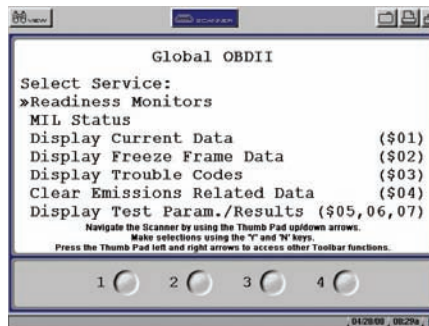 VIEW SCANNER
Global OBDII
Select Service:
»Readiness Monitors
MIL Status
Display Current Data ($01)
Display Freeze Frame Data ($02)
Display Trouble Codes ($03)
Clear Emissions Related Data ($04)
Display Test Param./Results ($05,06,07)
Navigate the Scanner by using the Thumb Pad up/down arrows.
Make selections using the 'Y' and 'N' keys.
Press the Thumb Pad left and right arrows to access other Toolbar functions.
1 2 3 4
04/28/00 , 08:29a